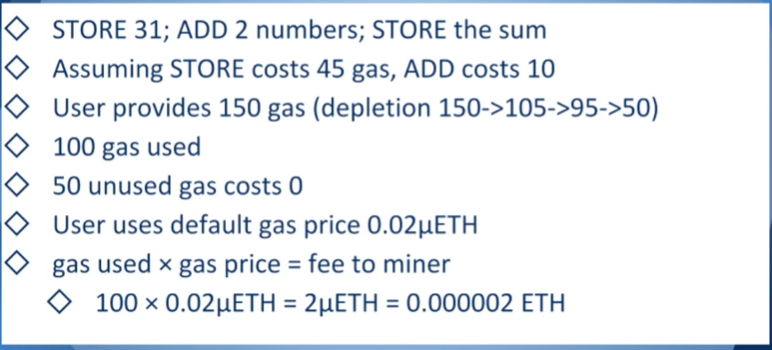 ◇ STORE 31; ADD 2 numbers; STORE the sum
◇ Assuming STORE costs 45 gas, ADD costs 10
◇ User provides 150 gas (depletion 150->105->95->50)
◇ 100 gas used
◇ 50 unused gas costs 0
◇ User uses default gas price 0.02µETH
◇ gas used × gas price = fee to miner
◇ 100 × 0.02µETH = 2µETH = 0.000002 ETH